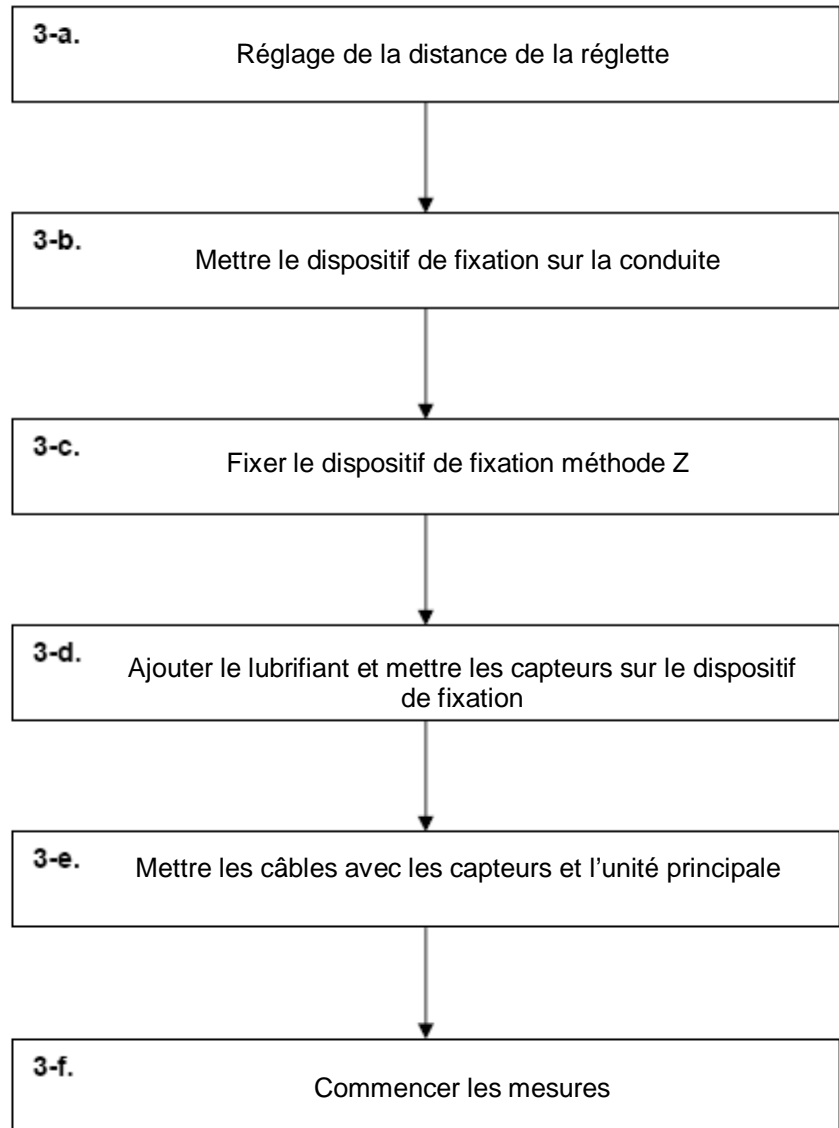 3-a.
Réglage de la distance de la réglette
3-b.
Mettre le dispositif de fixation sur la conduite
3-c.
Fixer le dispositif de fixation méthode Z
3-d.
Ajouter le lubrifiant et mettre les capteurs sur le dispositif
de fixation
3-e.
Mettre les câbles avec les capteurs et l’unité principale
3-f.
Commencer les mesures